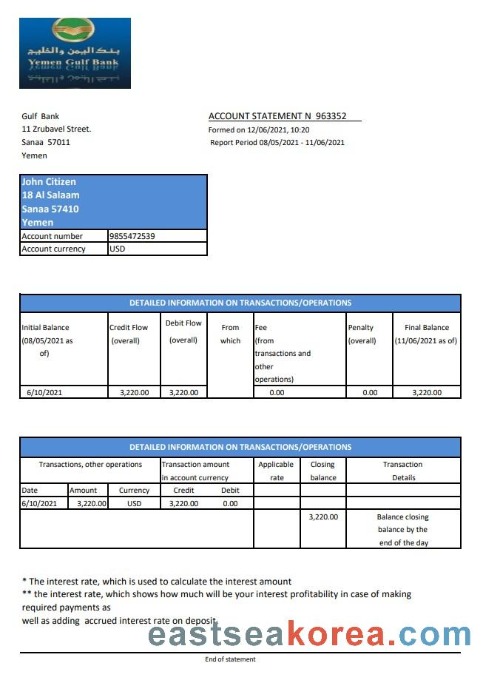 بنك اليمن والخليج
Yemen Gulf Bank
Gulf Bank
11 Zrubavel Street.
Sanaa 57011
Yemen
ACCOUNT STATEMENT N 963352
Formed on 12/06/2021, 10:20
Report Period 08/05/2021 - 11/06/2021
John Citizen
18 Al Salaam
Sanaa 57410
Yemen
Account number 9855472539
Account currency USD
DETAILED INFORMATION ON TRANSACTIONS/OPERATIONS
Initial Balance (08/05/2021 as of) Credit Flow (overall) Debit Flow (overall) From which Fee (from transactions and other operations) Penalty (overall) Final Balance (11/06/2021 as of)
6/10/2021 3,220.00 3,220.00 0.00 0.00 3,220.00
DETAILED INFORMATION ON TRANSACTIONS/OPERATIONS
Transactions, other operations Transaction amount in account currency Applicable rate Closing balance Transaction Details
Date Amount Currency Credit Debit
6/10/2021 3,220.00 USD 3,220.00 0.00
3,220.00 Balance closing balance by the end of the day
* The interest rate, which is used to calculate the interest amount
** the interest rate, which shows how much will be your interest profitability in case of making
required payments as
well as adding accrued interest rate on deposit
eastseakorea.com
End of statement